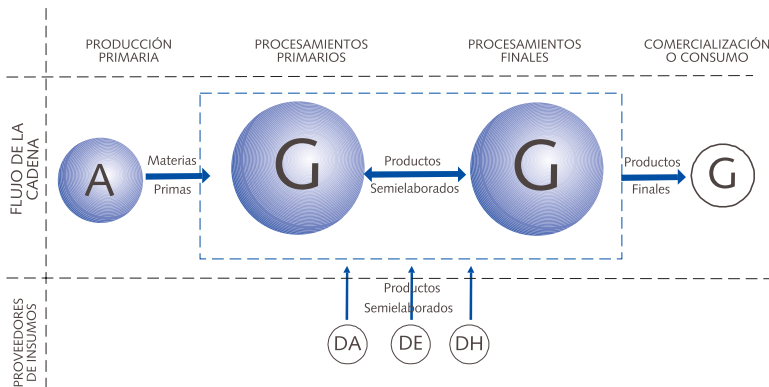 PRODUCCIÓN
PRIMARIA
PROCESAMIENTOS
PRIMARIOS
PROCESAMIENTOS
FINALES
COMERCIALIZACIÓN
O CONSUMO
FLUJO DE LA
CADENA
A
Materias
Primas
G
Productos
Semielaborados
G
Productos
Finales
G
PROVEEDORES
DE INSUMOS
Productos
Semielaborados
DA
DE
DH